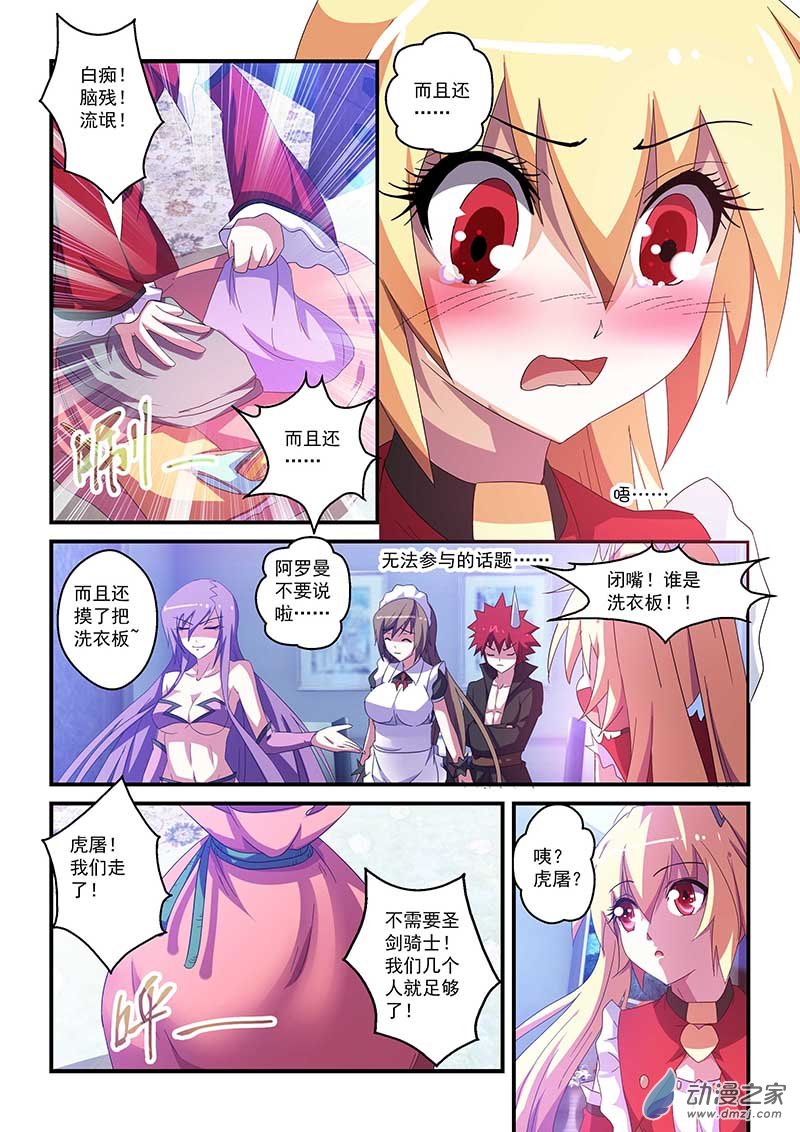 白痴！
脑残！
流氓！
而且还
……
唰一
而且还
……
唔……
而且还
摸了把
洗衣板~
阿罗曼
不要说
啦……
无法参与的话题……
闭嘴！谁是
洗衣板！！
虎屠！
我们走
了！
呼一
不需要圣
剑骑士！
我们几个
人就足够
了！
咦？
虎屠？
动漫之家
www.dmzj.com